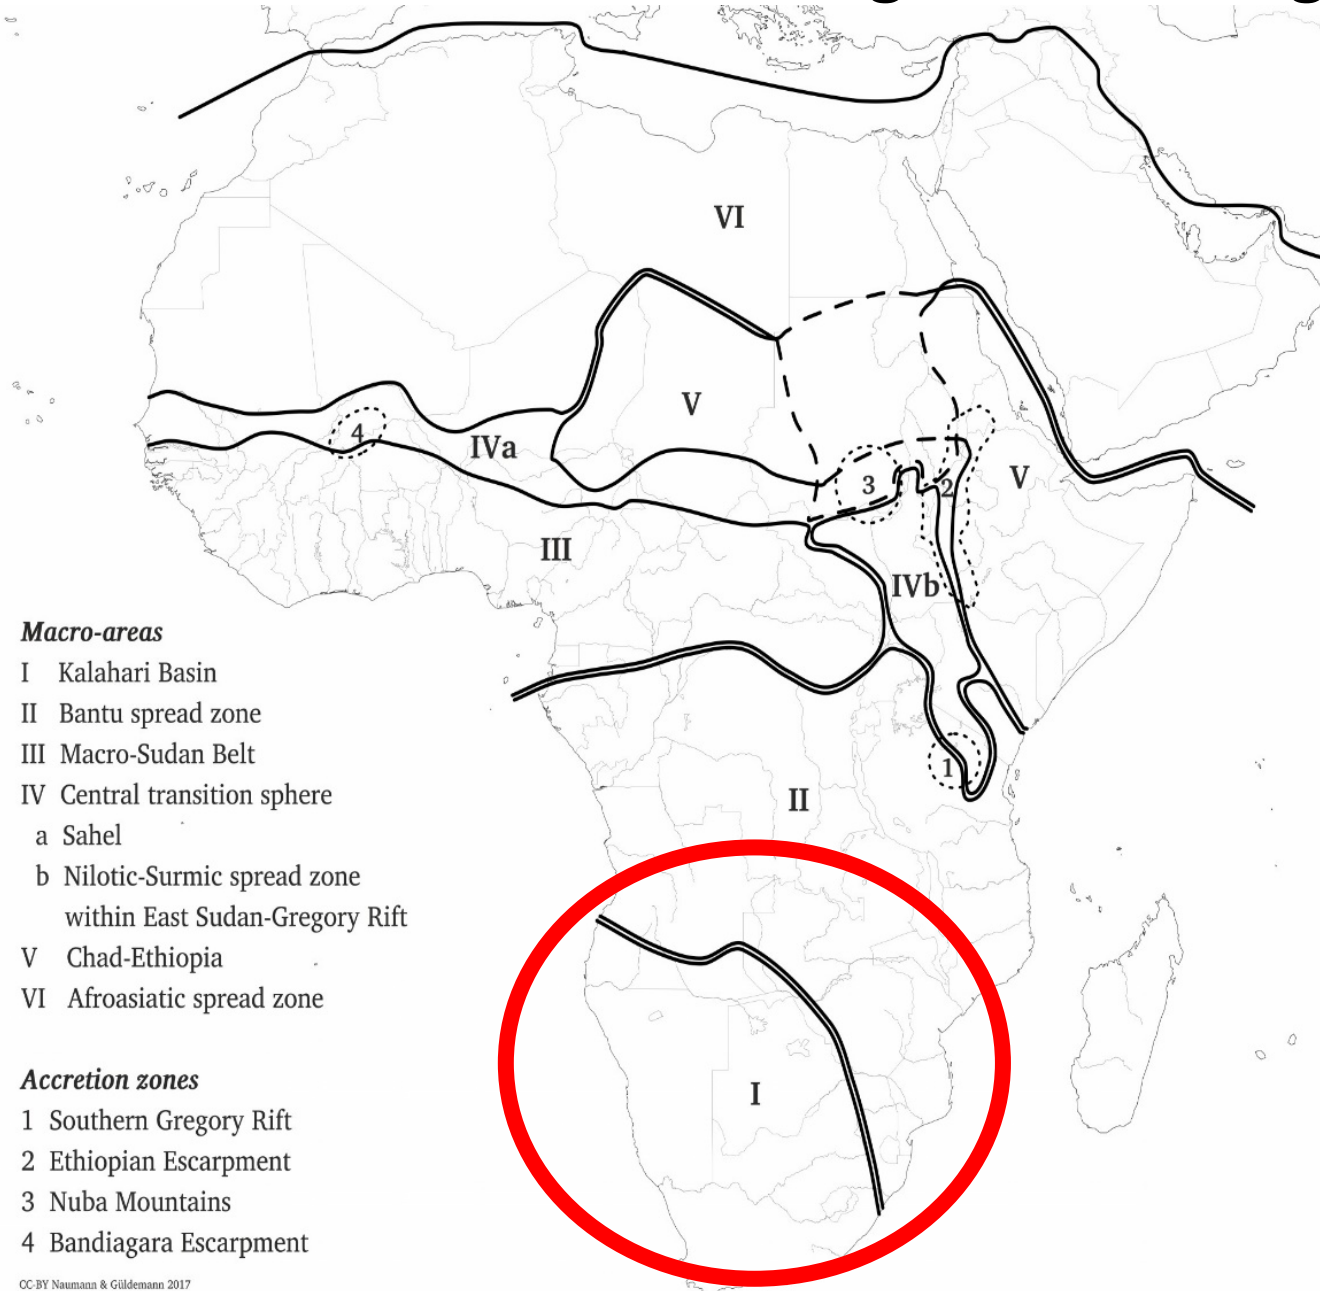 VI
V
4
IVa
3
2
V
III
IVb
1
II
I
Macro-areas
I Kalahari Basin
II Bantu spread zone
III Macro-Sudan Belt
IV Central transition sphere
a Sahel
b Nilotic-Surmic spread zone
within East Sudan-Gregory Rift
V Chad-Ethiopia
VI Afroasiatic spread zone
Accretion zones
1 Southern Gregory Rift
2 Ethiopian Escarpment
3 Nuba Mountains
4 Bandiagara Escarpment
CC-BY Naumann & Güldemann 2017